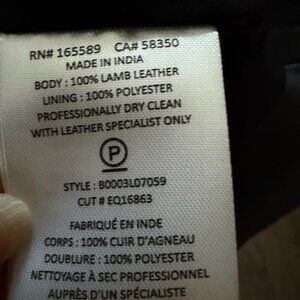 RN# 165589 CA# 58350
MADE IN INDIA
BODY : 100% LAMB LEATHER
LINING : 100% POLYESTER
PROFESSIONALLY DRY CLEAN
WITH LEATHER SPECIALIST ONLY
P
STYLE : B0003L07059
CUT # EQ16863
FABRIQUÉ EN INDE
CORPS : 100% CUIR D'AGNEAU
DOUBLURE : 100% POLYESTER
NETTOYAGE À SEC PROFESSIONNEL
AUPRÈS D'UN SPÉCIALISTE